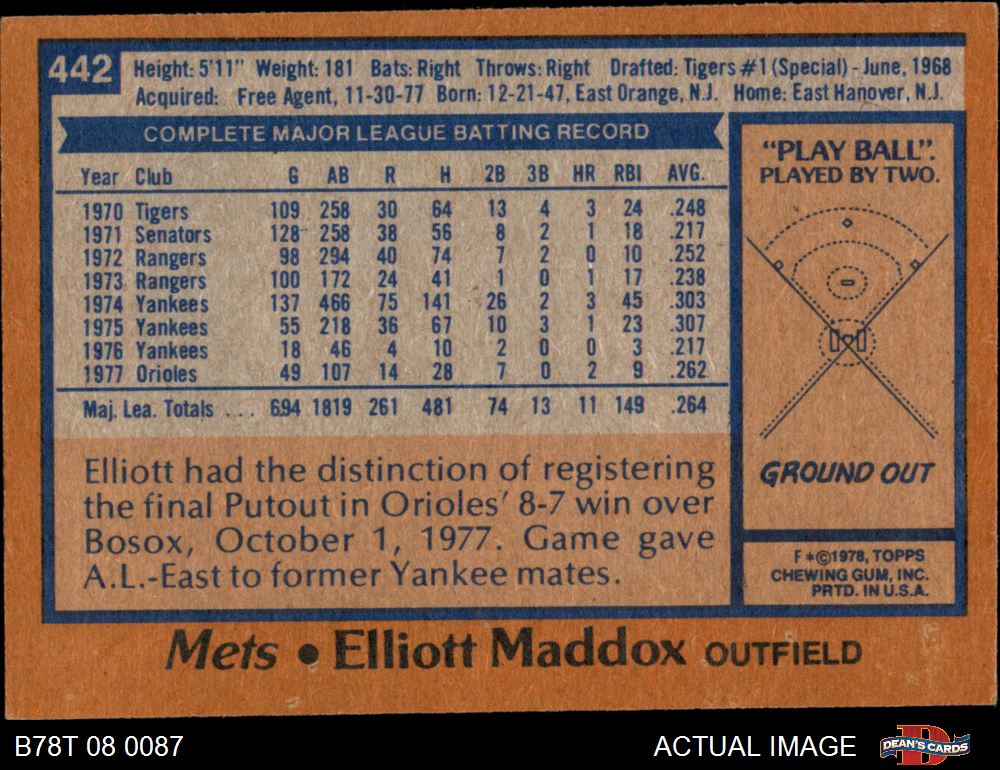 442
Height: 5'11" Weight: 181 Bats: Right Throws: Right Drafted: Tigers #1 (Special) - June, 1968
Acquired: Free Agent, 11-30-77 Born: 12-21-47, East Orange, N.J. Home: East Hanover, N.J.
COMPLETE MAJOR LEAGUE BATTING RECORD
Year Club G AB R H 2B 3B HR RBI AVG.
1970 Tigers 109 258 30 64 13 4 3 24 .248
1971 Senators 128 258 38 56 8 2 1 18 .217
1972 Rangers 98 294 40 74 7 2 0 10 .252
1973 Rangers 100 172 24 41 1 0 1 17 .238
1974 Yankees 137 466 75 141 26 2 3 45 .303
1975 Yankees 55 218 36 67 10 3 1 23 .307
1976 Yankees 18 46 4 10 2 0 0 3 .217
1977 Orioles 49 107 14 28 7 0 2 9 .262
Maj. Lea. Totals . . . 694 1819 261 481 74 13 11 149 .264
Elliott had the distinction of registering
the final Putout in Orioles' 8-7 win over
Bosox, October 1, 1977. Game gave
A.L.-East to former Yankee mates.
"PLAY BALL".
PLAYED BY TWO.
GROUND OUT
F *©1978, TOPPS
CHEWING GUM, INC.
PRTD. IN U.S.A.
Mets • Elliott Maddox OUTFIELD
B78T 08 0087
ACTUAL IMAGE
DEAN'S CARDS